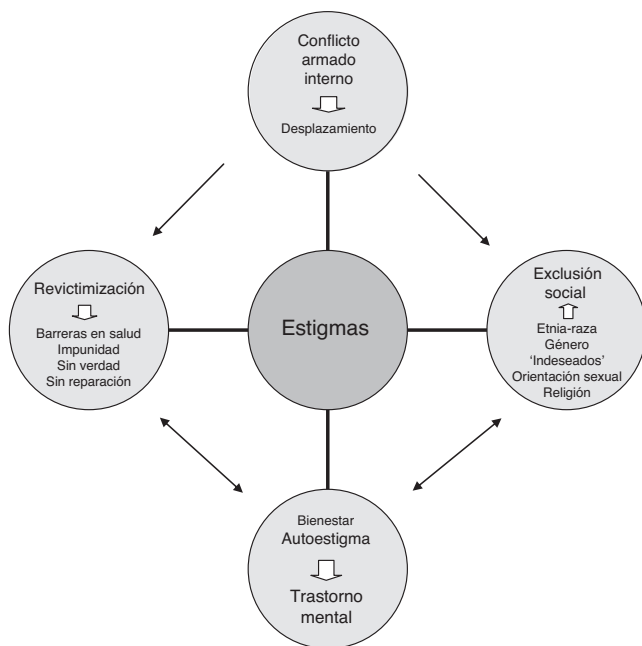 Conflicto
armado
interno
Desplazamiento
Revictimización
Barreras en salud
Impunidad
Sin verdad
Sin reparación
Estigmas
Exclusión
social
Etnia-raza
Género
‘Indeseados’
Orientación sexual
Religión
Bienestar
Autoestigma
Trastorno
mental